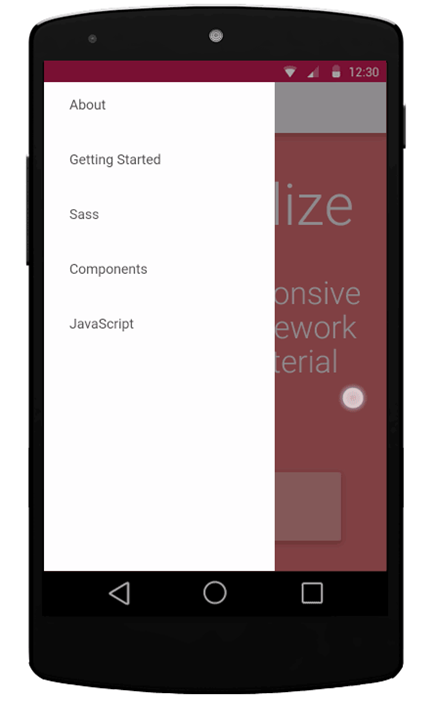 12:30
About
Getting Started
lize
Sass
Components
onsive
JavaScript
ework
terial